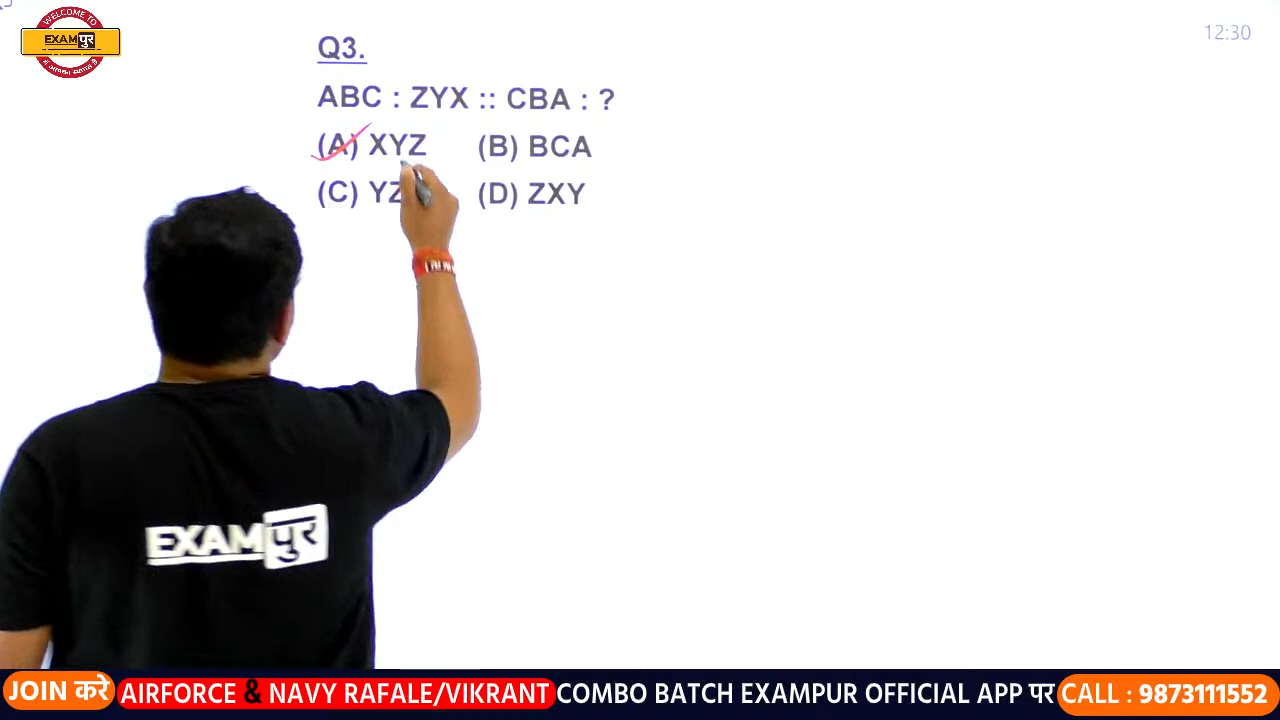 WELCOME TO
EXAMपुर
12:30
Q3.
ABC : ZYX :: CBA : ?
(A) XYZ (B) BCA
(C) YZ (D) ZXY
EXAMपुर
JOIN करे AIRFORCE & NAVY RAFALE/VIKRANT COMBO BATCH EXAMPUR OFFICIAL APP पर CALL : 9873111552